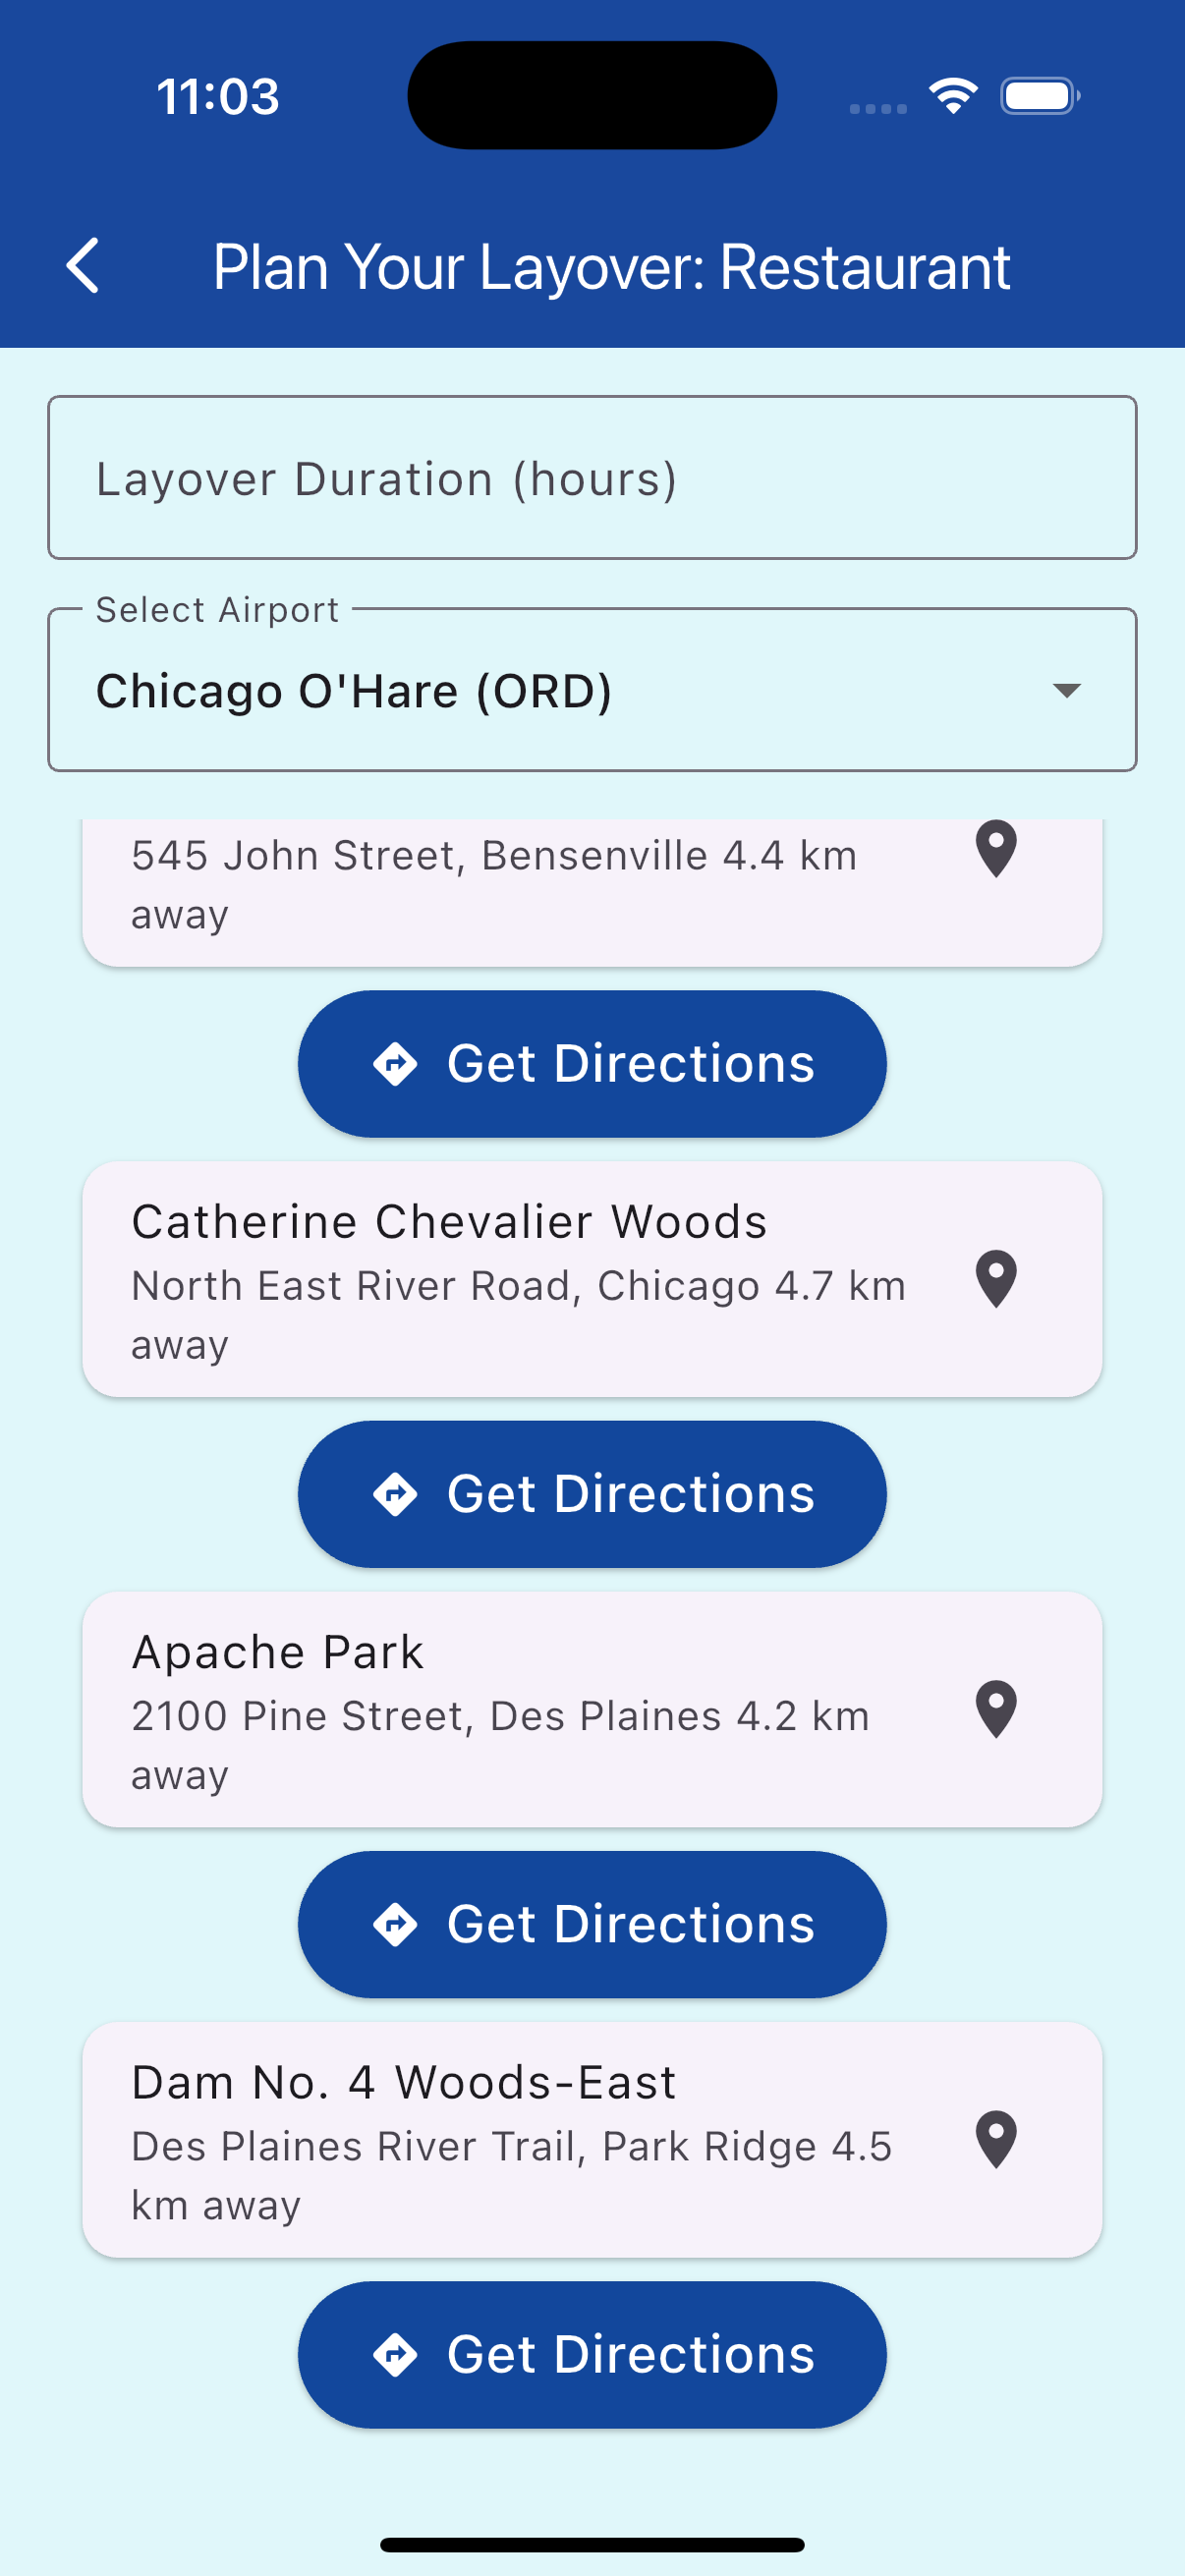 11:03
Plan Your Layover: Restaurant
Layover Duration (hours)
Select Airport
Chicago O'Hare (ORD)
545 John Street, Bensenville 4.4 km
away
Get Directions
Catherine Chevalier Woods
North East River Road, Chicago 4.7 km
away
Get Directions
Apache Park
2100 Pine Street, Des Plaines 4.2 km
away
Get Directions
Dam No. 4 Woods-East
Des Plaines River Trail, Park Ridge 4.5
km away
Get Directions